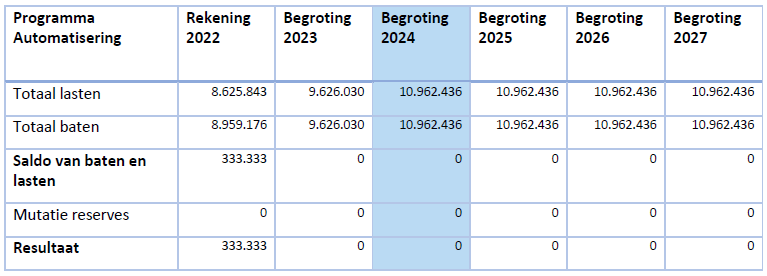 Programma Automatisering Rekening 2022 Begroting 2023 Begroting 2024 Begroting 2025 Begroting 2026 Begroting 2027
Totaal lasten 8.625.843 9.626.030 10.962.436 10.962.436 10.962.436 10.962.436
Totaal baten 8.959.176 9.626.030 10.962.436 10.962.436 10.962.436 10.962.436
Saldo van baten en lasten 333.333 0 0 0 0 0
Mutatie reserves 0 0 0 0 0 0
Resultaat 333.333 0 0 0 0 0